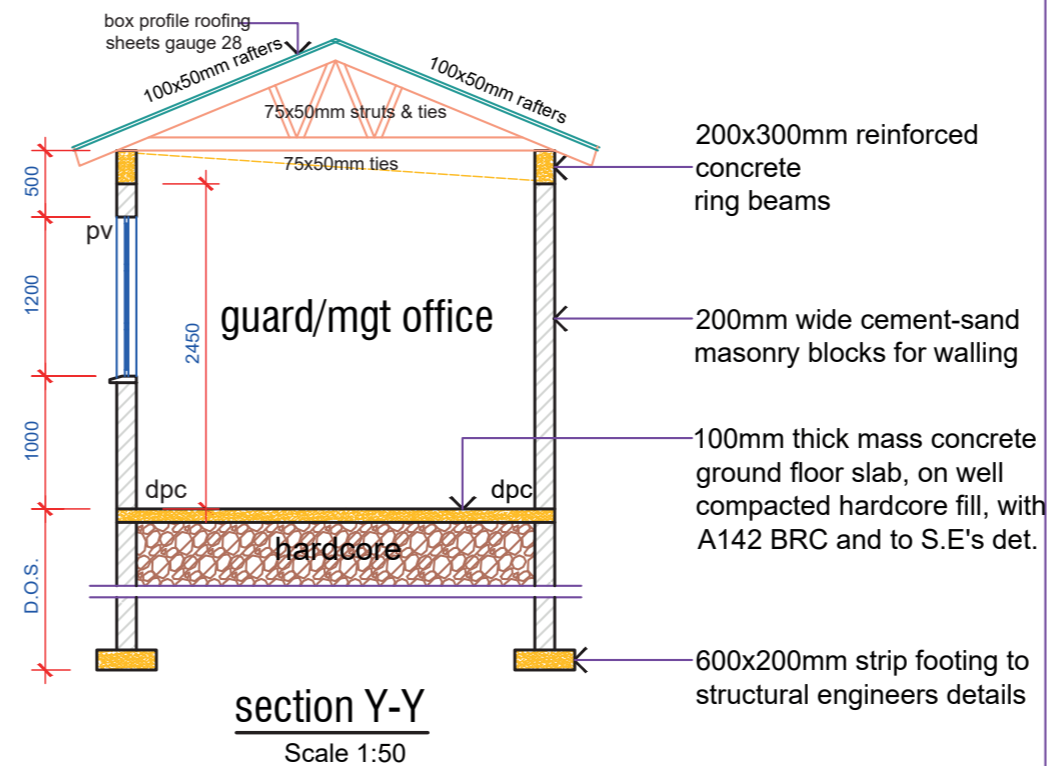 box profile roofing
sheets gauge 28
100x50mm rafters
100x50mm rafters
75x50mm struts & ties
75x50mm ties
200x300mm reinforced
concrete
ring beams
500
pv
1200
2450
guard/mgt office
200mm wide cement-sand
masonry blocks for walling
1000
100mm thick mass concrete
ground floor slab, on well
compacted hardcore fill, with
A142 BRC and to S.E's det.
dpc
dpc
hardcore
D.O.S.
600x200mm strip footing to
structural engineers details
section Y-Y
Scale 1:50